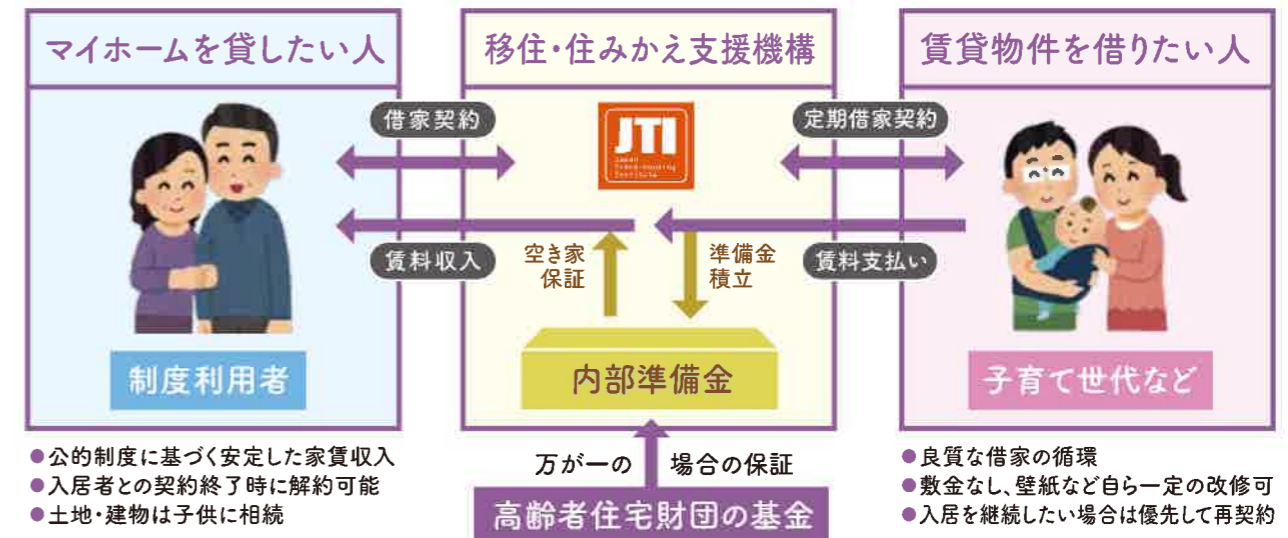 マイホームを貸したい人
制度利用者
●公的制度に基づく安定した家賃収入
●入居者との契約終了時に解約可能
●土地・建物は子供に相続
借家契約
賃料収入
移住・住みかえ支援機構
JTI
Japan
Trans-housing
Institute
空き家
保証
準備金
積立
内部準備金
万が一の 場合の保証
高齢者住宅財団の基金
定期借家契約
賃料支払い
賃貸物件を借りたい人
子育て世代など
●良質な借家の循環
●敷金なし、壁紙など自ら一定の改修可
●入居を継続したい場合は優先して再契約